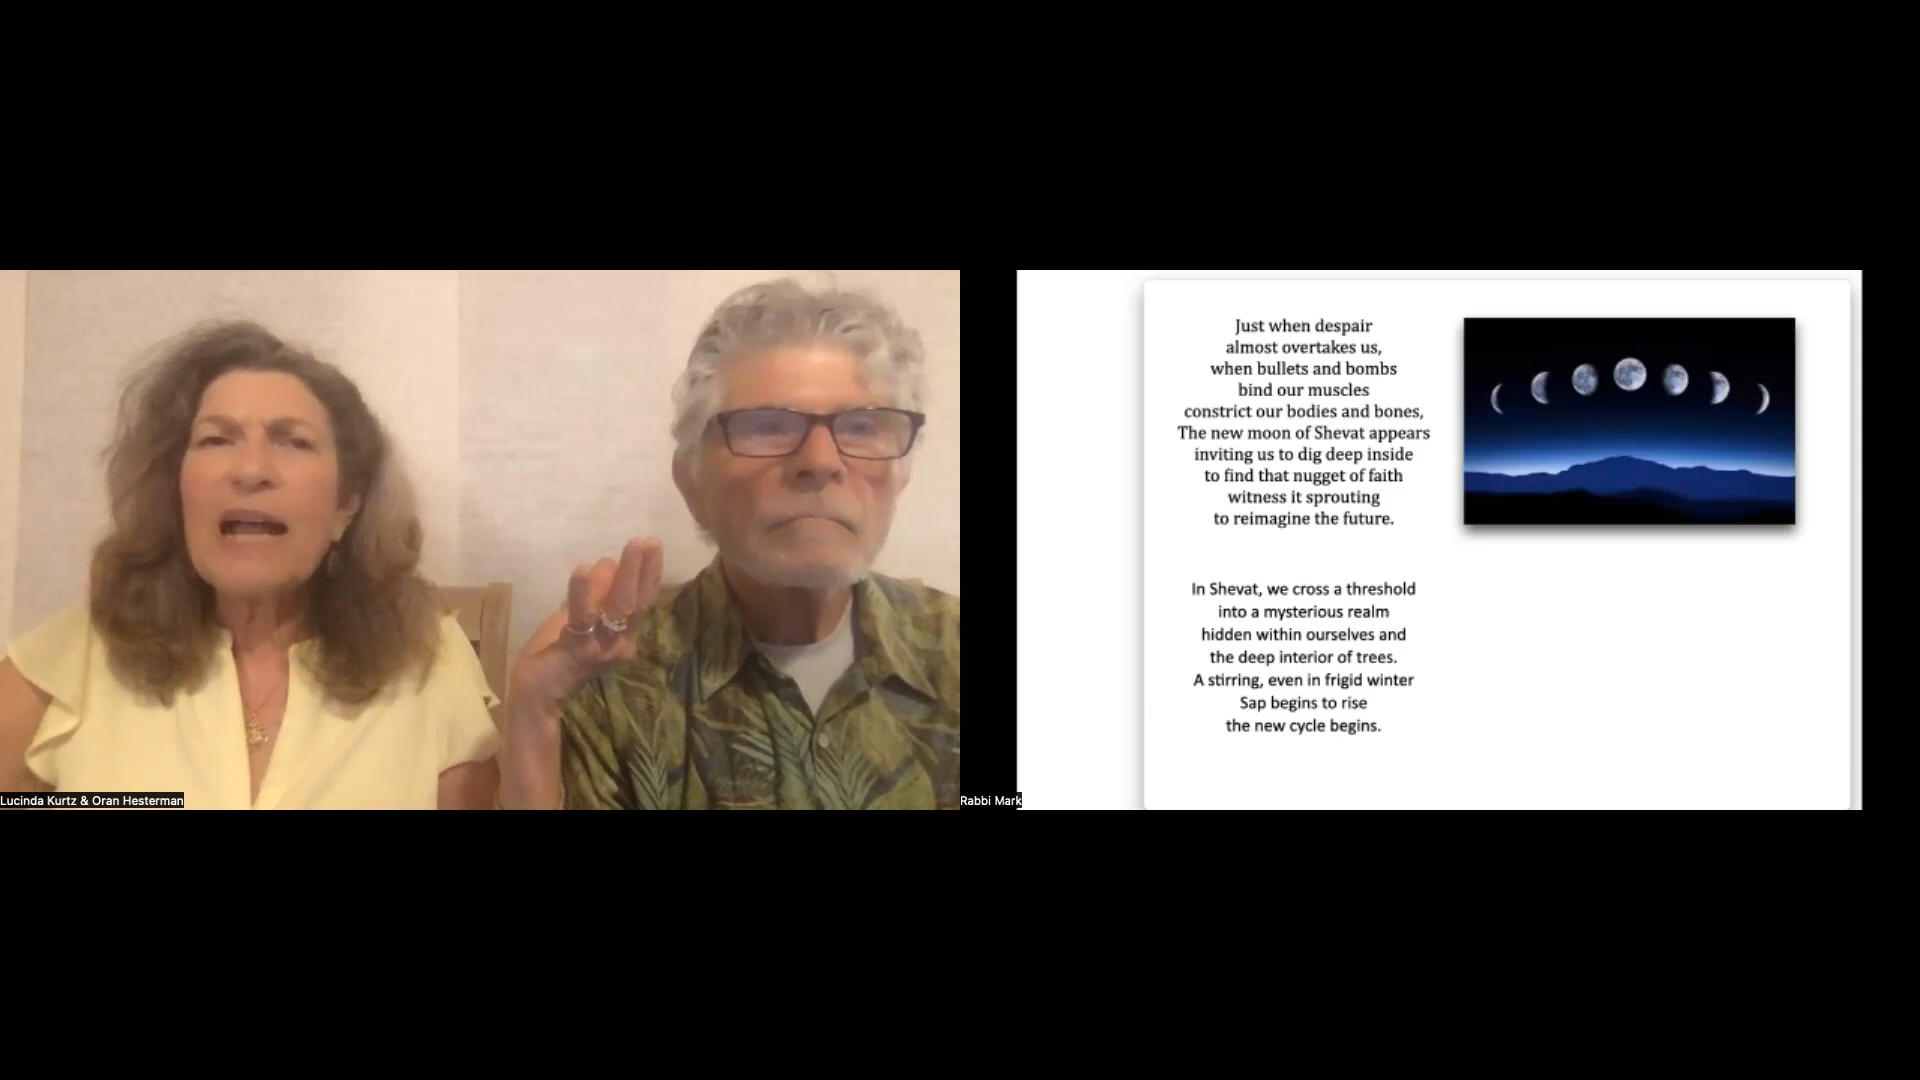 Just when despair
almost overtakes us,
when bullets and bombs
bind our muscles
constrict our bodies and bones,
The new moon of Shevat appears
inviting us to dig deep inside
to find that nugget of faith
witness it sprouting
to reimagine the future.
In Shevat, we cross a threshold
into a mysterious realm
hidden within ourselves and
the deep interior of trees.
A stirring, even in frigid winter
Sap begins to rise
the new cycle begins.
Lucinda Kurtz & Oran Hesterman
Rabbi Mark